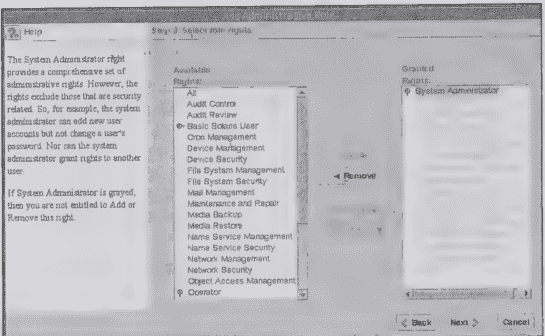 Administrative Role
Help
Step 3: Select role rights
The System Administrator right
provides a comprehensive set of
administrative rights. However, the
rights exclude those that are security
related. So, for example, the system
administrator can add new user
accounts but not change a user's
password. Nor can the system
administrator grant rights to another
user.
If System Administrator is grayed,
then you are not entitled to Add or
Remove this right.
Available
Rights:
All
Audit Control
Audit Review
Basic Solaris User
Cron Management
Device Management
Device Security
File System Management
File System Security
Mail Management
Maintenance and Repair
Media Backup
Media Restore
Name Service Management
Name Service Security
Network Management
Network Security
Object Access Management
Operator
Remove
Granted
Rights:
System Administrator
Back
Next
Cancel